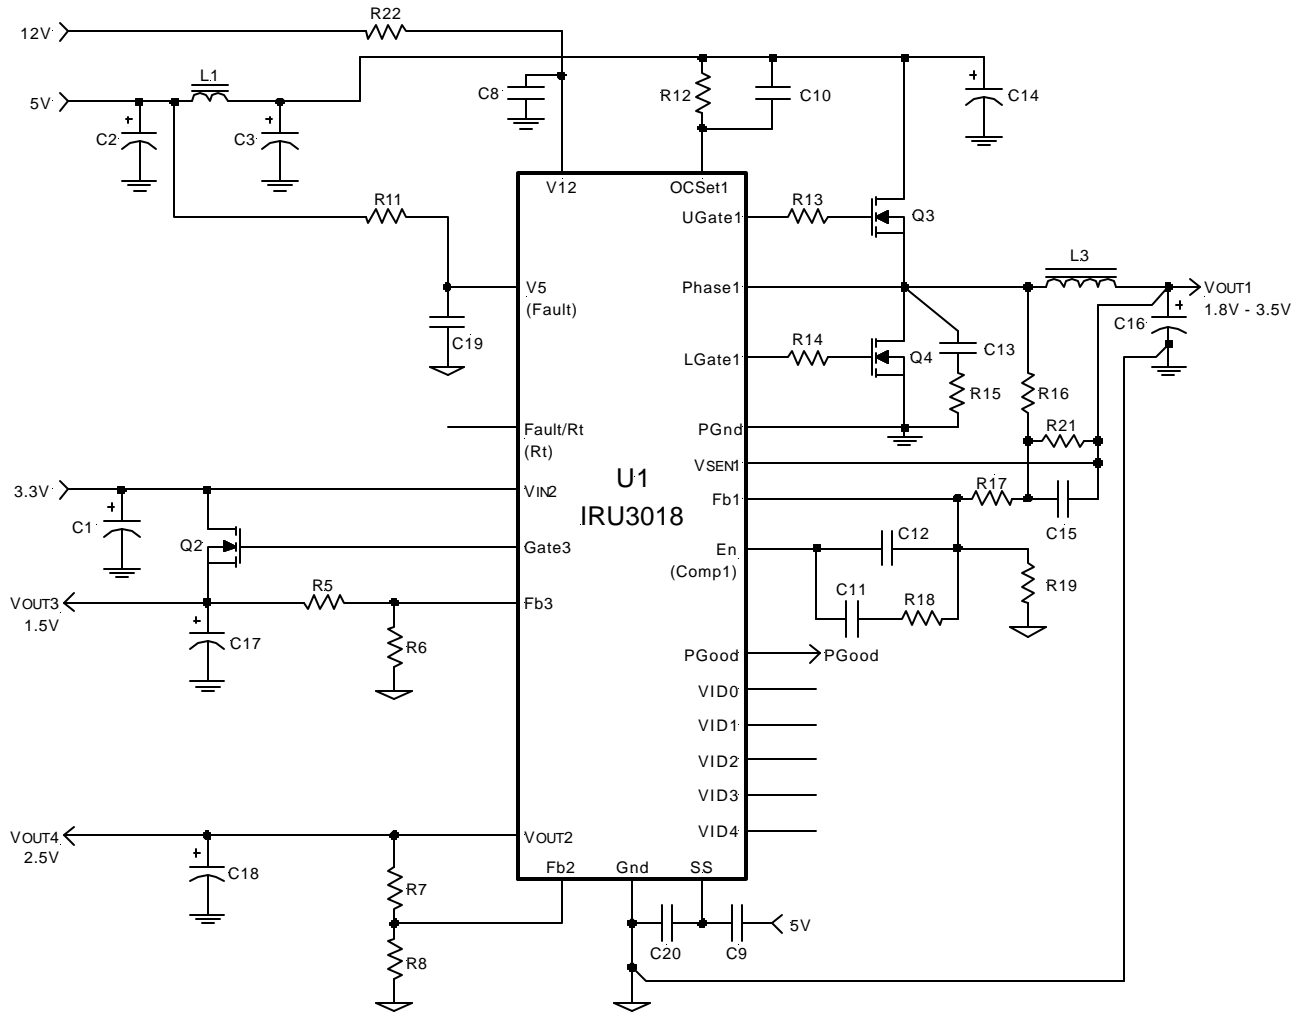 R22
12V
L1
5V
C2
C3
C8
R12
C10
C14
V12
OCSet1
R11
R13
UGate1
Q3
L3
V5
(Fault)
Phase1
VOUT1
1.8V - 3.5V
C19
C16
R14
LGate1
Q4
C13
R15
R16
R21
Fault/Rt
(Rt)
PGnd
U1
IRU3018
VSEN1
3.3V
VIN2
R17
Fb1
C15
C1
C12
Q2
Gate3
En
(Comp1)
R19
C11
R18
R5
VOUT3
1.5V
Fb3
C17
R6
PGood
PGood
VID0
VID1
VID2
VID3
VID4
VOUT4
2.5V
VOUT2
C18
Fb2
Gnd
SS
R7
5V
C20
C9
R8